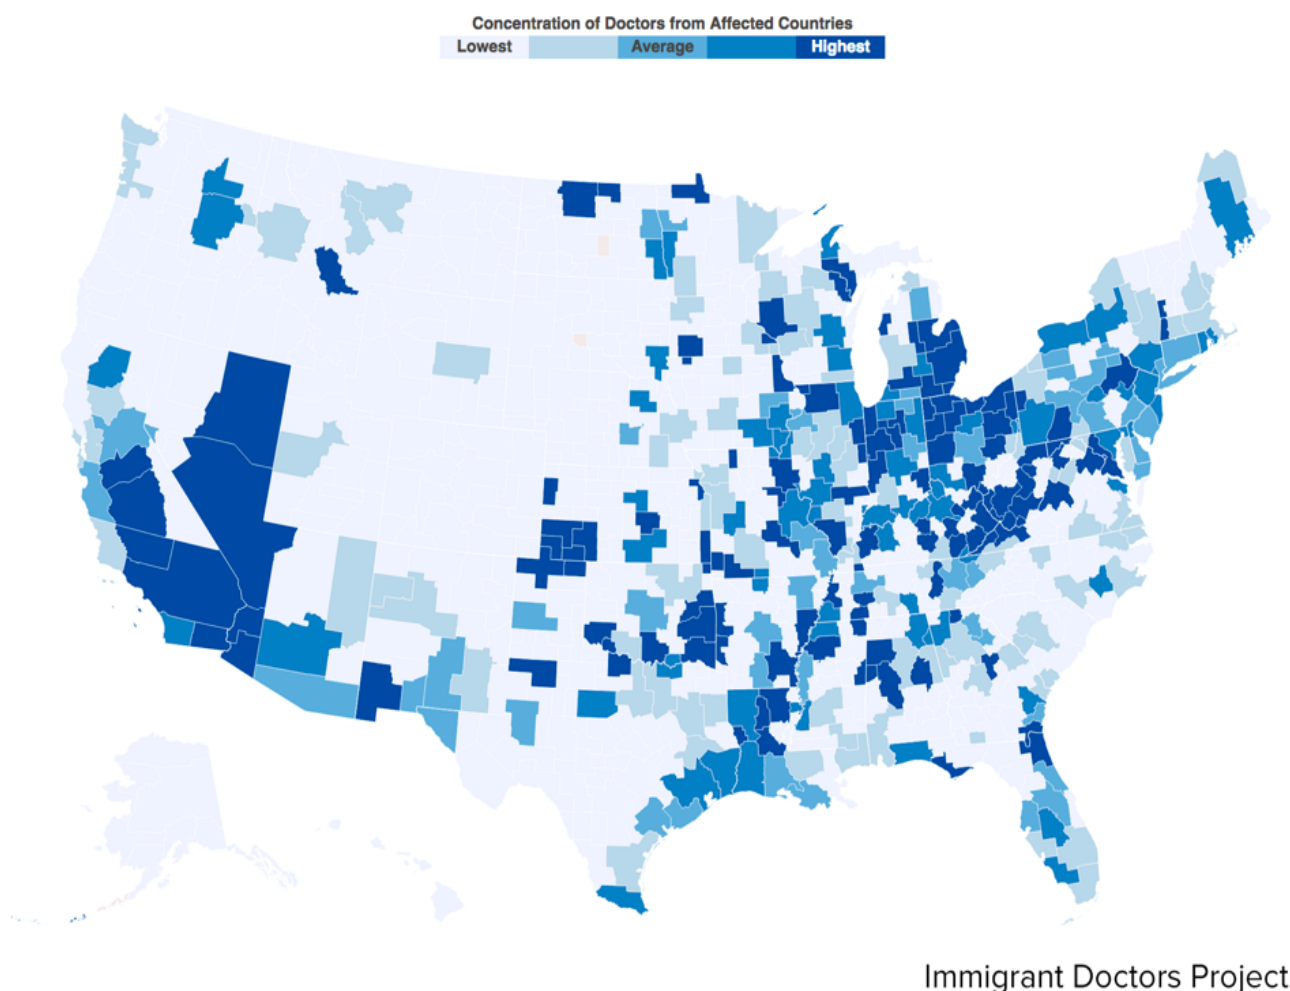 Concentration of Doctors from Affected Countries
Lowest Average Highest
Immigrant Doctors Project